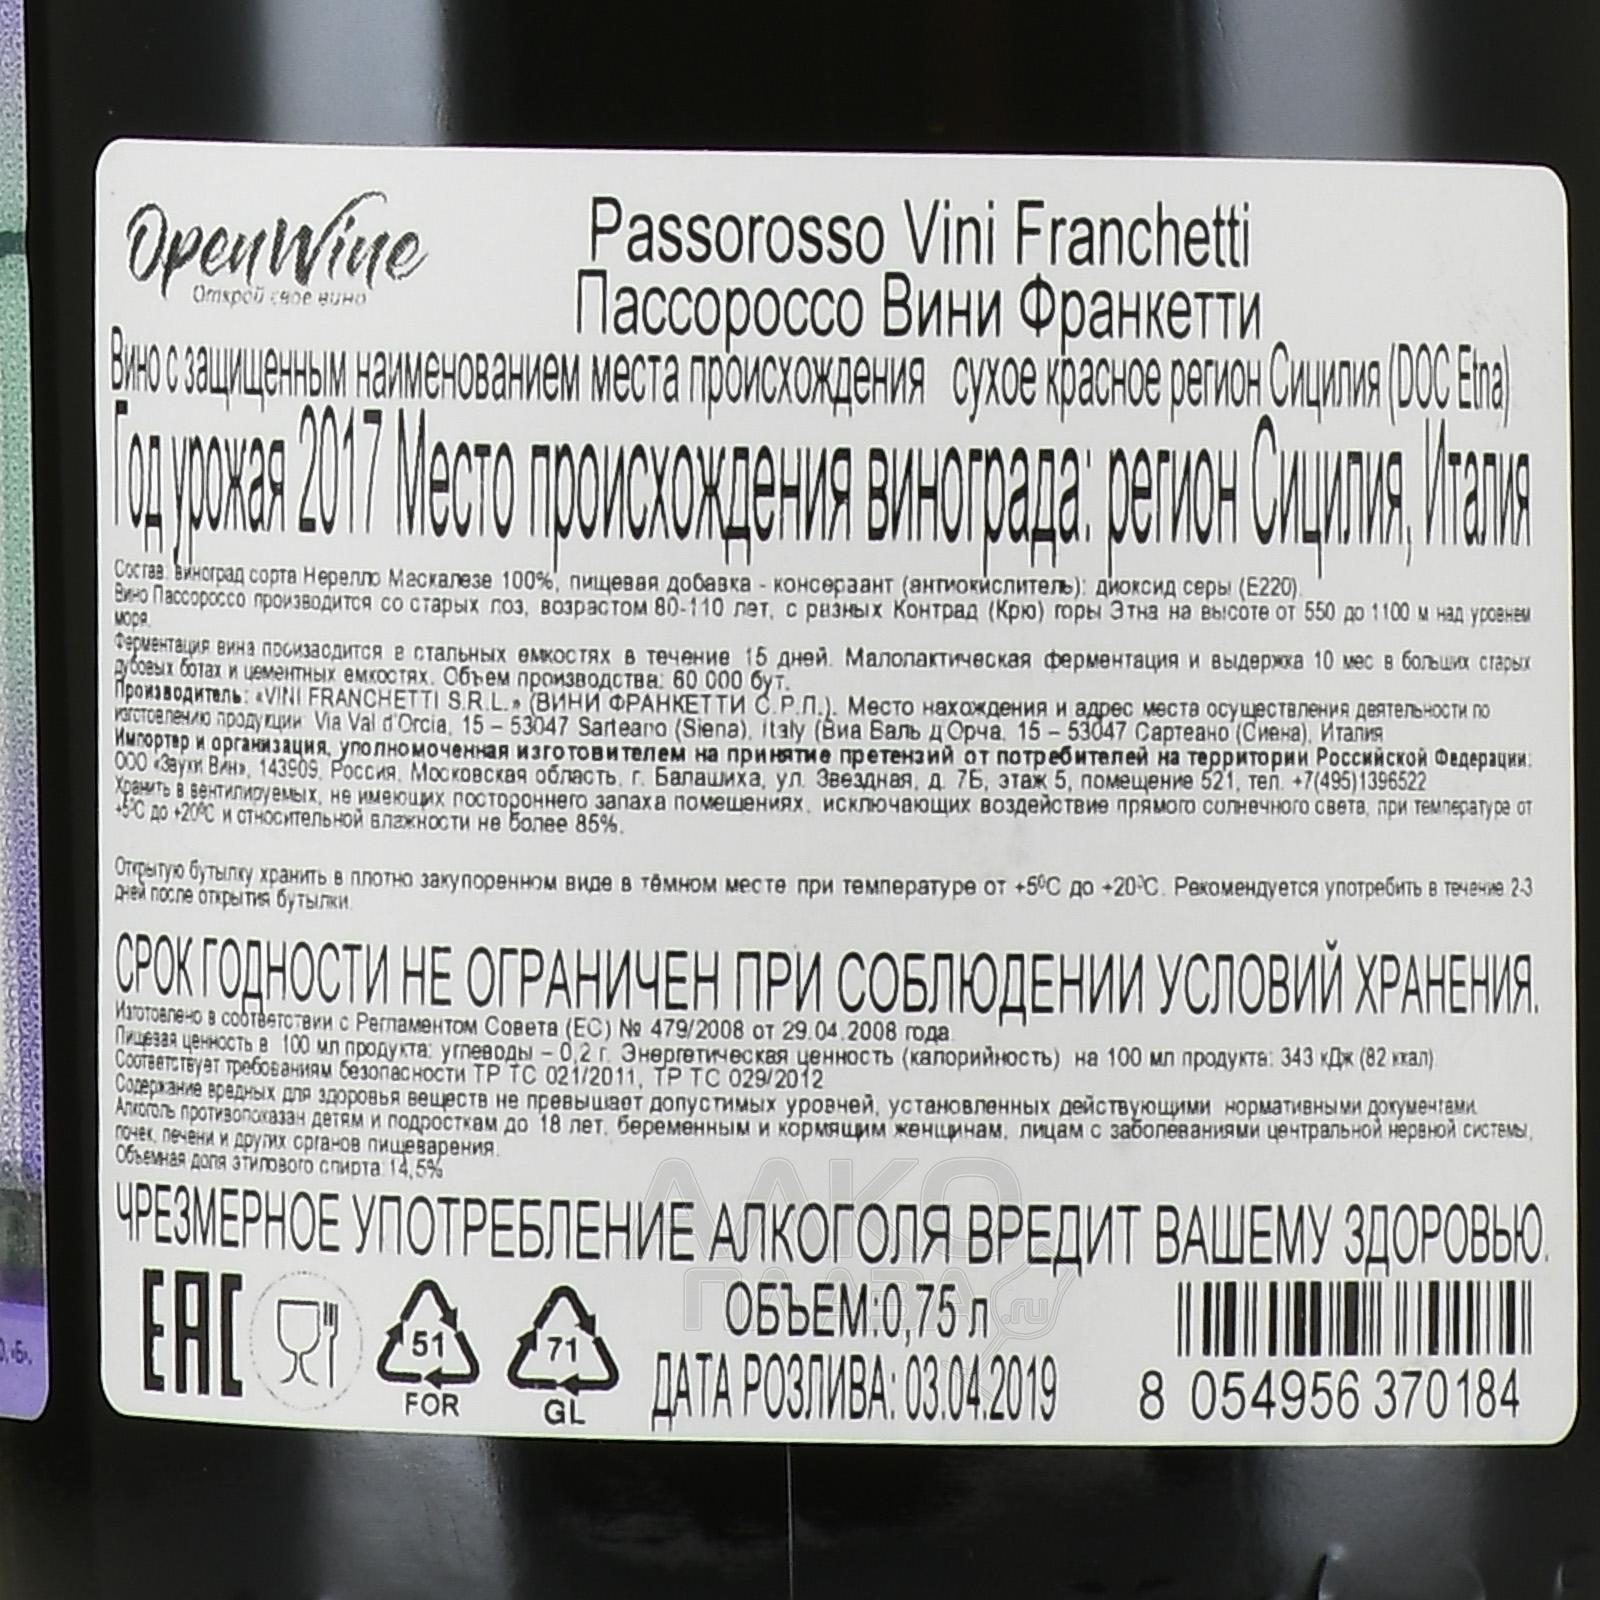 OpenWine
Открой свое вино
Passorosso Vini Franchetti
Пассороссо Вини Франкетти
Вино с защищенным наименованием места происхождения сухое красное регион Сицилия (DOC Etna)
Год урожая 2017 Место происхождения винограда: регион Сицилия, Италия
Состав: виноград сорта Нерелло Маскалезе 100%, пищевая добавка - консервант (антиокислитель): диоксид серы (Е220).
Вино Пассороссо производится со старых лоз, возрастом 80-110 лет, с разных Контрад (Крю) горы Этна на высоте от 550 до 1100 м над уровнем
моря.
Ферментация вина производится в стальных емкостях в течение 15 дней. Малолактическая ферментация и выдержка 10 мес в больших старых
дубовых ботах и цементных емкостях. Объем производства: 60 000 бут.
Производитель: «VINI FRANCHETTI S.R.L.» (ВИНИ ФРАНКЕТТИ С.Р.Л.). Место нахождения и адрес места осуществления деятельности по
изготовлению продукции: Via Val d'Orcia, 15 – 53047 Sarteano (Siena), Italy (Виа Валь д'Орча, 15 – 53047 Сартеано (Сиена), Италия
Импортер и организация, уполномоченная изготовителем на принятие претензий от потребителей на территории Российской Федерации:
ООО «Звуки Вин», 143909, Россия, Московская область, г. Балашиха, ул. Звездная, д. 7Б, этаж 5, помещение 521, тел. +7(495)1396522
Хранить в вентилируемых, не имеющих постороннего запаха помещениях, исключающих воздействие прямого солнечного света, при температуре от
+5⁰С до +20⁰С и относительной влажности не более 85%.
Открытую бутылку хранить в плотно закупоренном виде в тёмном месте при температуре от +5⁰С до +20⁰С. Рекомендуется употребить в течение 2-3
дней после открытия бутылки.
СРОК ГОДНОСТИ НЕ ОГРАНИЧЕН ПРИ СОБЛЮДЕНИИ УСЛОВИЙ ХРАНЕНИЯ.
Изготовлено в соответствии с Регламентом Совета (ЕС) № 479/2008 от 29.04.2008 года.
Пищевая ценность в 100 мл продукта: углеводы – 0,2 г. Энергетическая ценность (калорийность) на 100 мл продукта: 343 кДж (82 ккал).
Соответствует требованиям безопасности ТР ТС 021/2011, ТР ТС 029/2012
Содержание вредных для здоровья веществ не превышает допустимых уровней, установленных действующими нормативными документами.
Алкоголь противопоказан детям и подросткам до 18 лет, беременным и кормящим женщинам, лицам с заболеваниями центральной нервной системы,
почек, печени и других органов пищеварения.
Объемная доля этилового спирта: 14,5%
ЧРЕЗМЕРНОЕ УПОТРЕБЛЕНИЕ АЛКОГОЛЯ ВРЕДИТ ВАШЕМУ ЗДОРОВЬЮ.
АЛКО
ПЛАЗА.ru
EAC
51
FOR
71
GL
ОБЪЕМ:0,75 л
ДАТА РОЗЛИВА: 03.04.2019
8 054956 370184